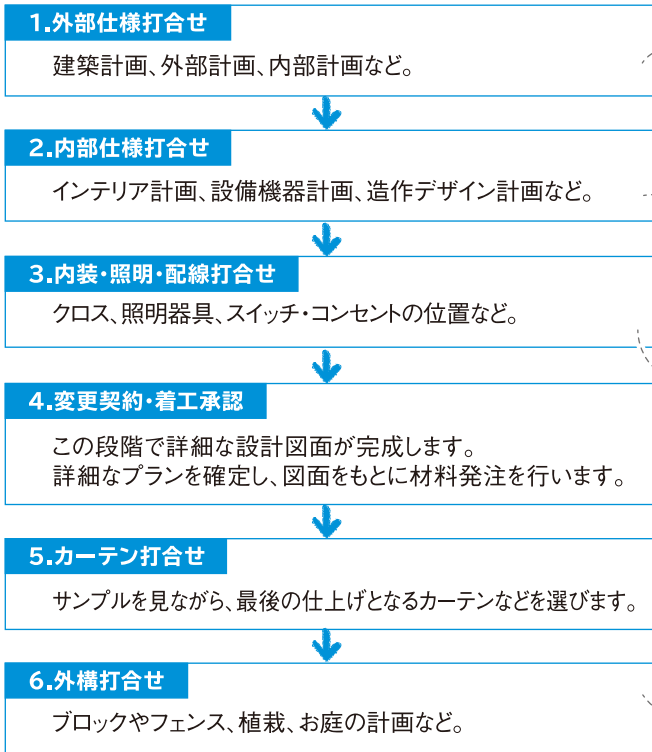 1.外部仕様打合せ
建築計画、外部計画、内部計画など。
2.内部仕様打合せ
インテリア計画、設備機器計画、造作デザイン計画など。
3.内装・照明・配線打合せ
クロス、照明器具、スイッチ・コンセントの位置など。
4.変更契約・着工承認
この段階で詳細な設計図面が完成します。
詳細なプランを確定し、図面をもとに材料発注を行います。
5.カーテン打合せ
サンプルを見ながら、最後の仕上げとなるカーテンなどを選びます。
6.外構打合せ
ブロックやフェンス、植栽、お庭の計画など。